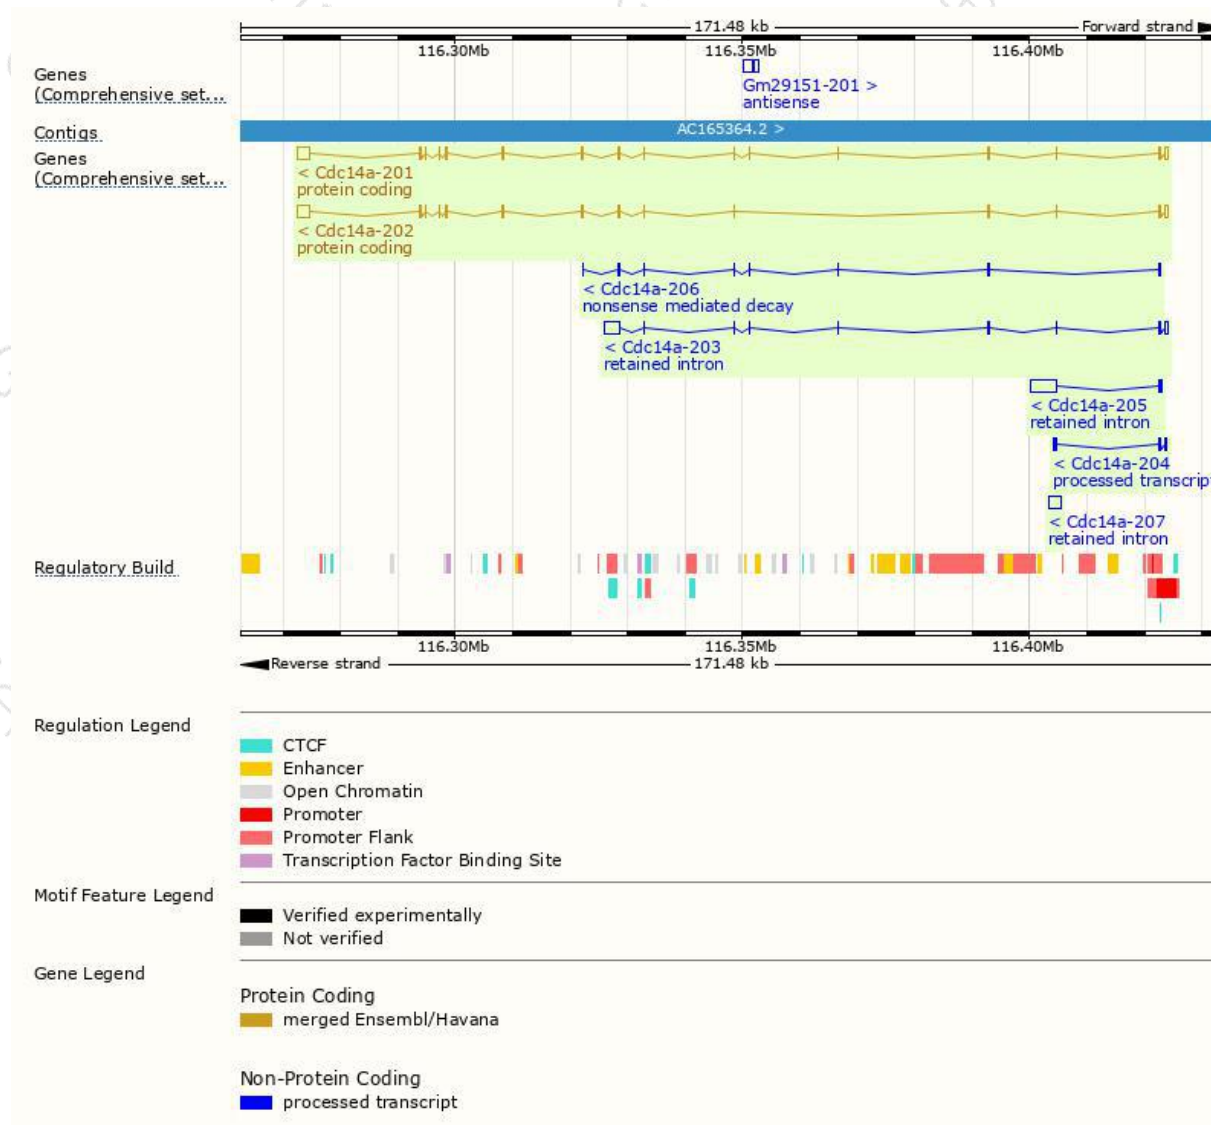 171.48 kb
Forward strand
116.30Mb 116.35Mb 116.40Mb
Genes
(Comprehensive set...
Gm29151-201 >
antisense
Contigs
AC165364.2 >
Genes
(Comprehensive set...
< Cdc14a-201
protein coding
< Cdc14a-202
protein coding
< Cdc14a-206
nonsense mediated decay
< Cdc14a-203
retained intron
< Cdc14a-205
retained intron
< Cdc14a-204
processed transcrip
< Cdc14a-207
retained intron
Regulatory Build
116.30Mb 116.35Mb 116.40Mb
Reverse strand
171.48 kb
Regulation Legend
CTCF
Enhancer
Open Chromatin
Promoter
Promoter Flank
Transcription Factor Binding Site
Motif Feature Legend
Verified experimentally
Not verified
Gene Legend
Protein Coding
merged Ensembl/Havana
Non-Protein Coding
processed transcript